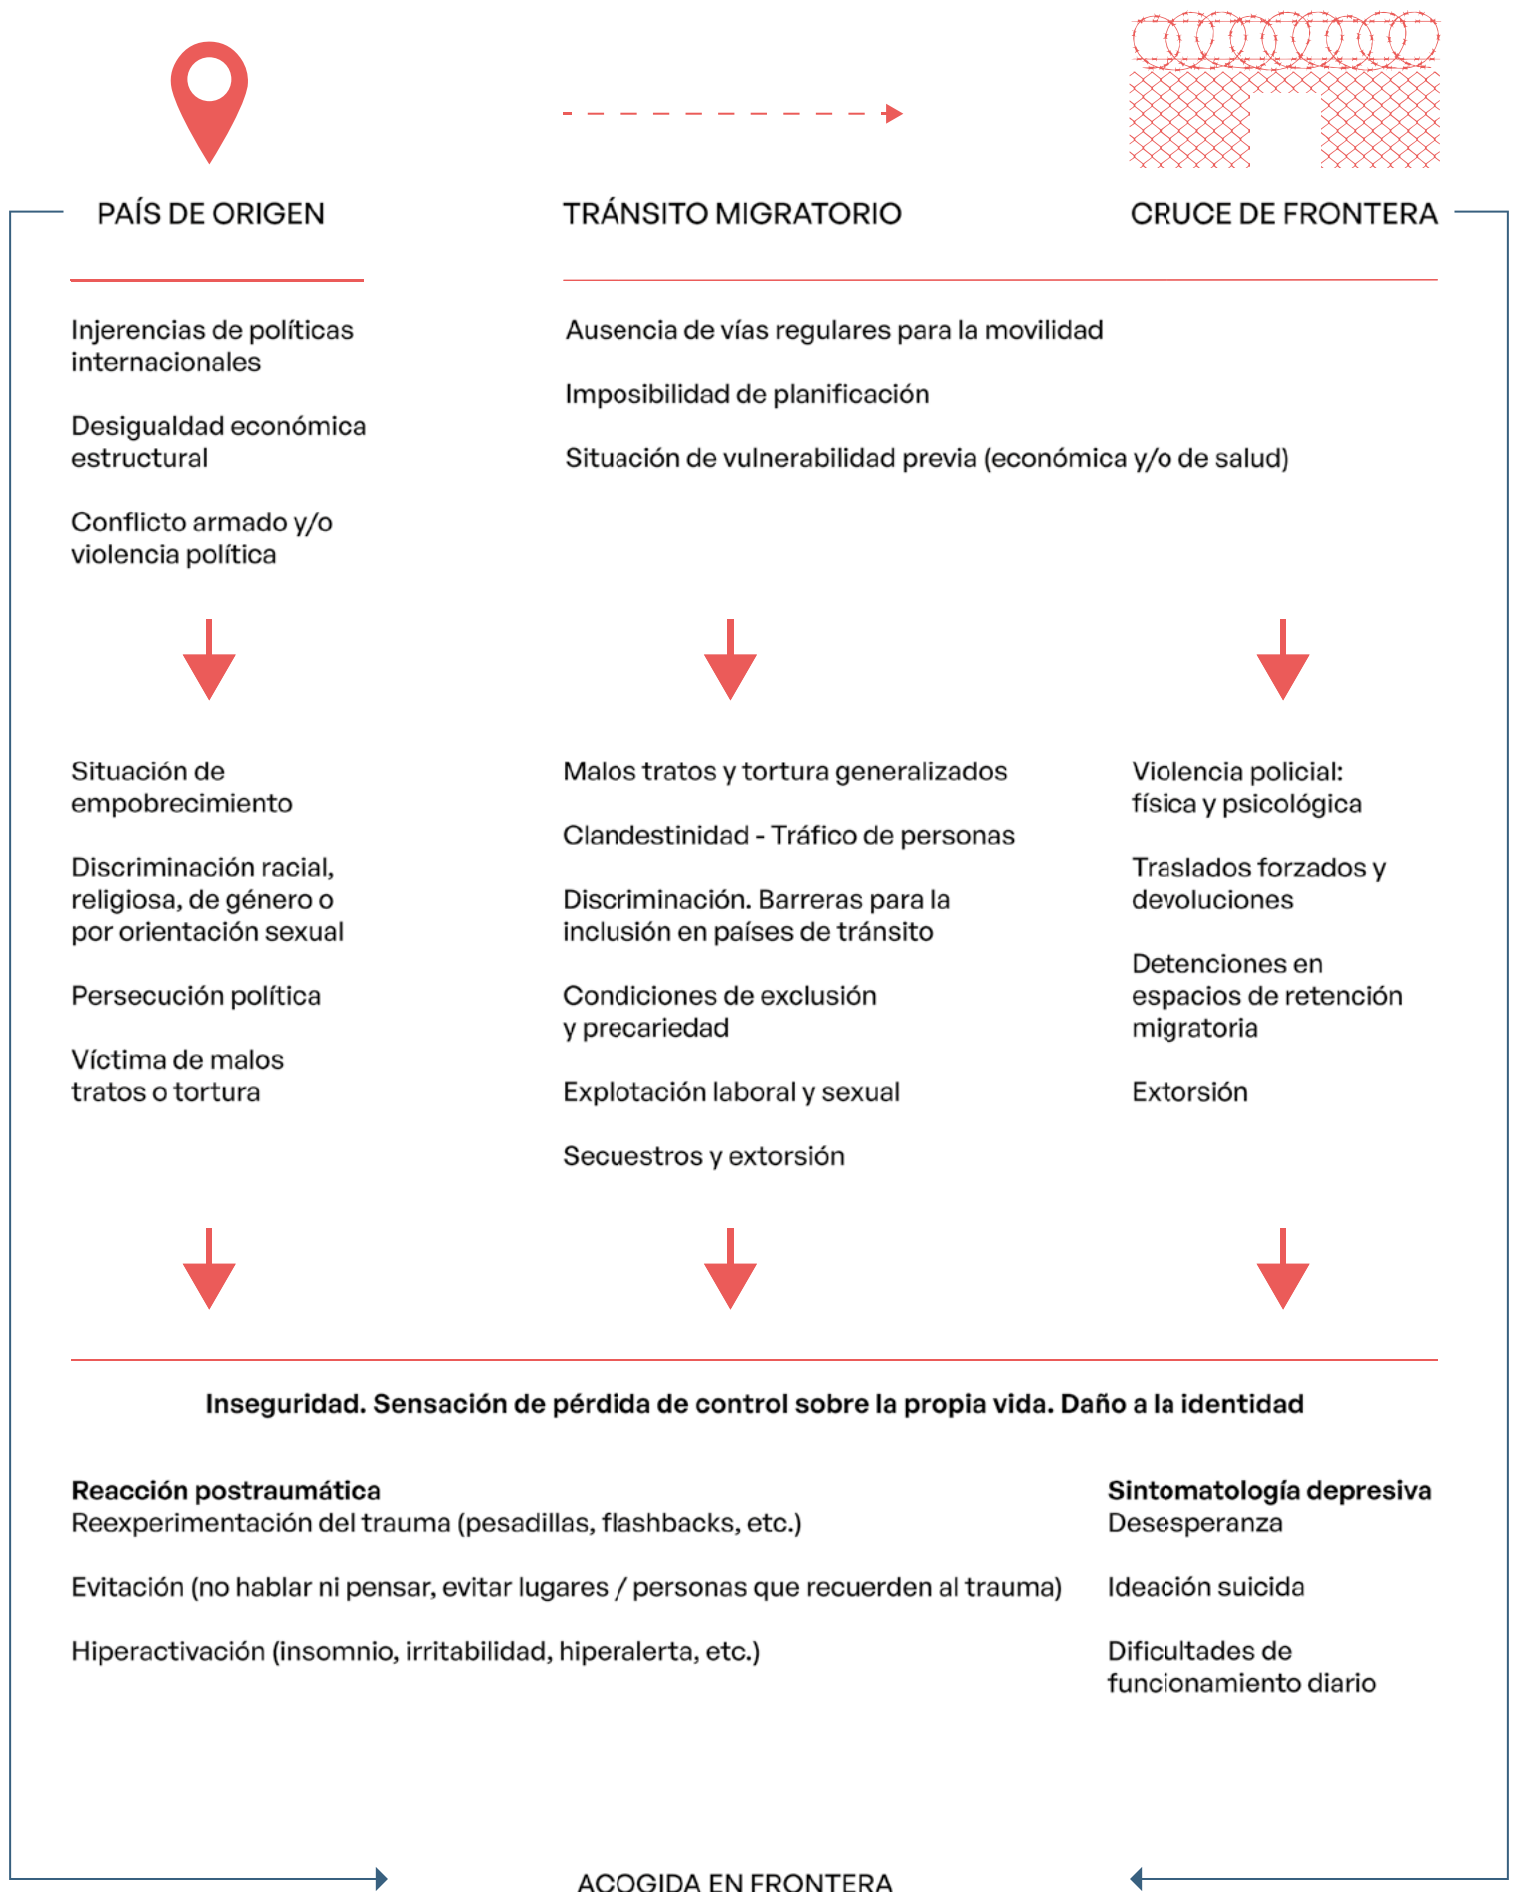 PAÍS DE ORIGEN
TRÁNSITO MIGRATORIO
CRUCE DE FRONTERA
Injerencias de políticas
internacionales
Desigualdad económica
estructural
Conflicto armado y/o
violencia política
Ausencia de vías regulares para la movilidad
Imposibilidad de planificación
Situación de vulnerabilidad previa (económica y/o de salud)
Situación de
empobrecimiento
Discriminación racial,
religiosa, de género o
por orientación sexual
Persecución política
Víctima de malos
tratos o tortura
Malos tratos y tortura generalizados
Clandestinidad - Tráfico de personas
Discriminación. Barreras para la
inclusión en países de tránsito
Condiciones de exclusión
y precariedad
Explotación laboral y sexual
Secuestros y extorsión
Violencia policial:
física y psicológica
Traslados forzados y
devoluciones
Detenciones en
espacios de retención
migratoria
Extorsión
Inseguridad. Sensación de pérdida de control sobre la propia vida. Daño a la identidad
Reacción postraumática
Reexperimentación del trauma (pesadillas, flashbacks, etc.)
Evitación (no hablar ni pensar, evitar lugares / personas que recuerden al trauma)
Hiperactivación (insomnio, irritabilidad, hiperalerta, etc.)
Sintomatología depresiva
Desesperanza
Ideación suicida
Dificultades de
funcionamiento diario
ACOGIDA EN FRONTERA